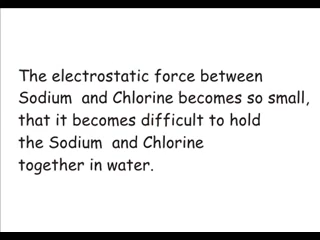 The electrostatic force between
Sodium  and Chlorine becomes so small,
that it becomes difficult to hold
the Sodium  and Chlorine
together in water.